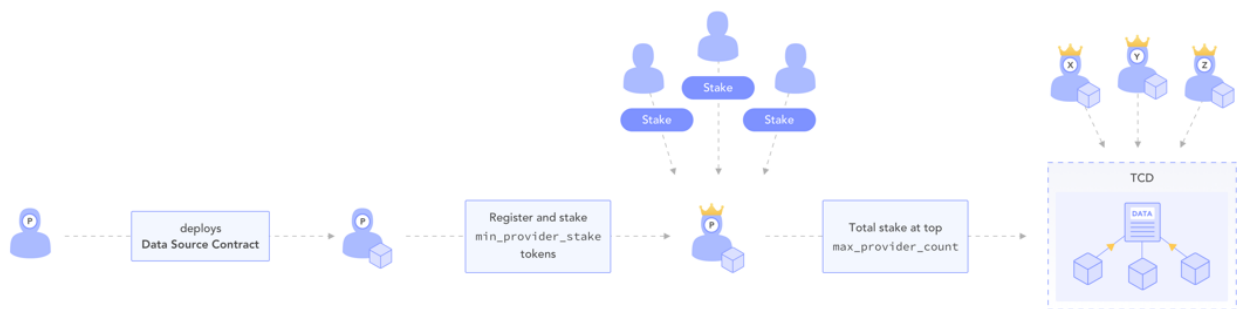 Stake
Stake
Stake
X
Y
Z
P
deploys
Data Source Contract
P
Register and stake
min_provider_stake
tokens
P
Total stake at top
max_provider_count
TCD
DATA